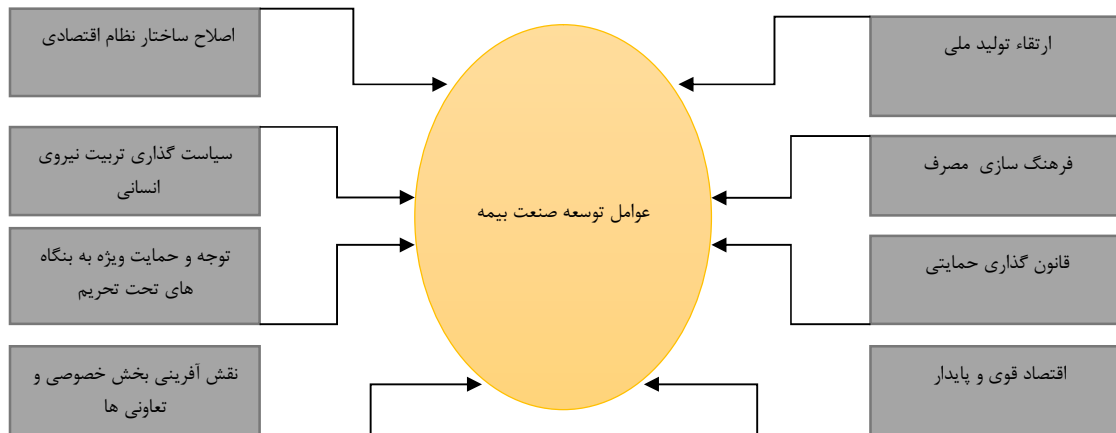 ارتقاء تولید ملی
اصلاح ساختار نظام اقتصادی
فرهنگ سازی مصرف
سیاست گذاری تربیت نیروی
انسانی
عوامل توسعه صنعت بیمه
قانون گذاری حمایتی
توجه و حمایت ویژه به بنگاه
های تحت تحریم
اقتصاد قوی و پایدار
نقش آفرینی بخش خصوصی و
تعاونی ها